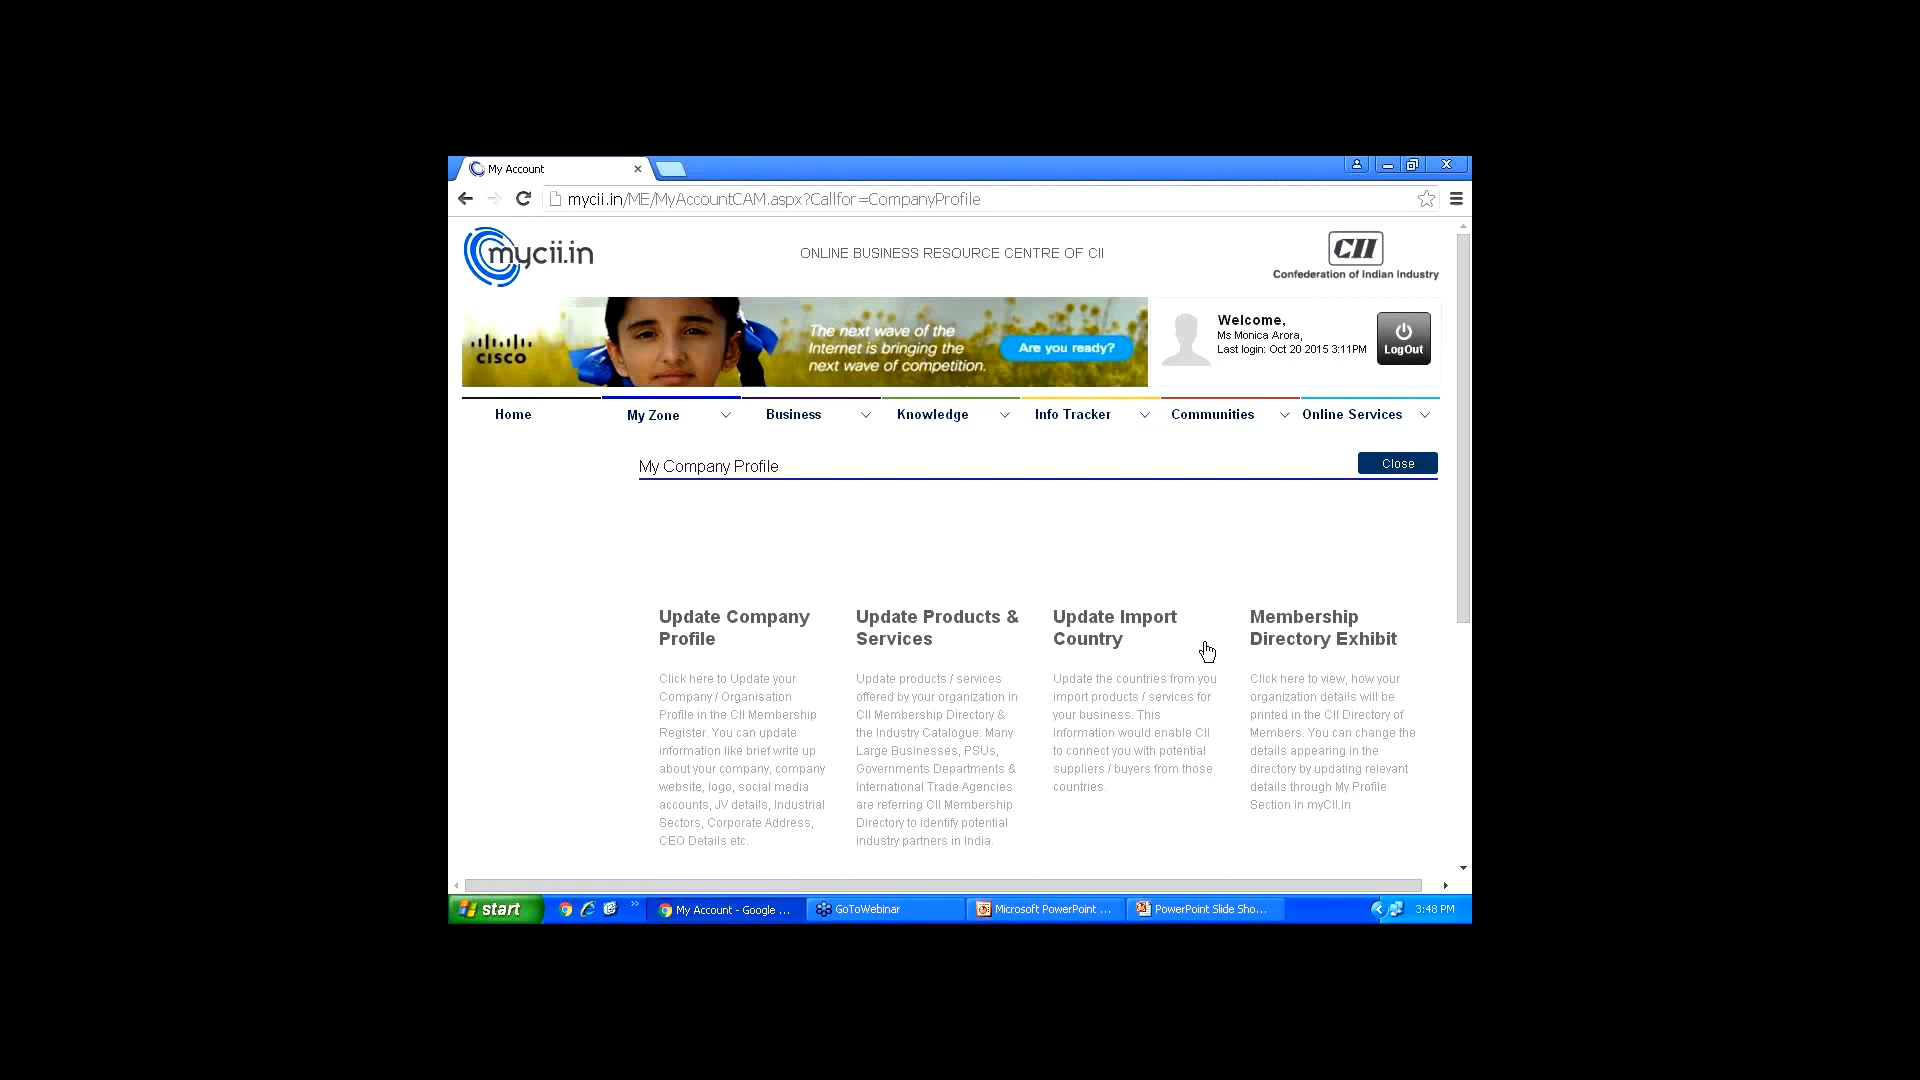 My Account
mycii.in/ME/MyAccountCAM.aspx?Callfor=CompanyProfile
mycii.in
ONLINE BUSINESS RESOURCE CENTRE OF CII
CII
Confederation of Indian Industry
CISCO
The next wave of the
Internet is bringing the
next wave of competition.
Are you ready?
Welcome,
Ms Monica Arora,
Last login: Oct 20 2015 3:11PM
LogOut
Home
My Zone
Business
Knowledge
Info Tracker
Communities
Online Services
My Company Profile
Close
Update Company
Profile
Click here to Update your
Company / Organisation
Profile in the CII Membership
Register. You can update
information like brief write up
about your company, company
website, logo, social media
accounts, JV details, Industrial
Sectors, Corporate Address,
CEO Details etc.
Update Products &
Services
Update products / services
offered by your organization in
CII Membership Directory &
the Industry Catalogue. Many
Large Businesses, PSUs,
Governments Departments &
International Trade Agencies
are referring CII Membership
Directory to identify potential
industry partners in India.
Update Import
Country
Update the countries from you
import products / services for
your business. This
information would enable CII
to connect you with potential
suppliers / buyers from those
countries.
Membership
Directory Exhibit
Click here to view, how your
organization details will be
printed in the CII Directory of
Members. You can change the
details appearing in the
directory by updating relevant
details through My Profile
Section in myCII.in
start
My Account - Google ...
GoToWebinar
Microsoft PowerPoint ...
PowerPoint Slide Sho...
3:48 PM